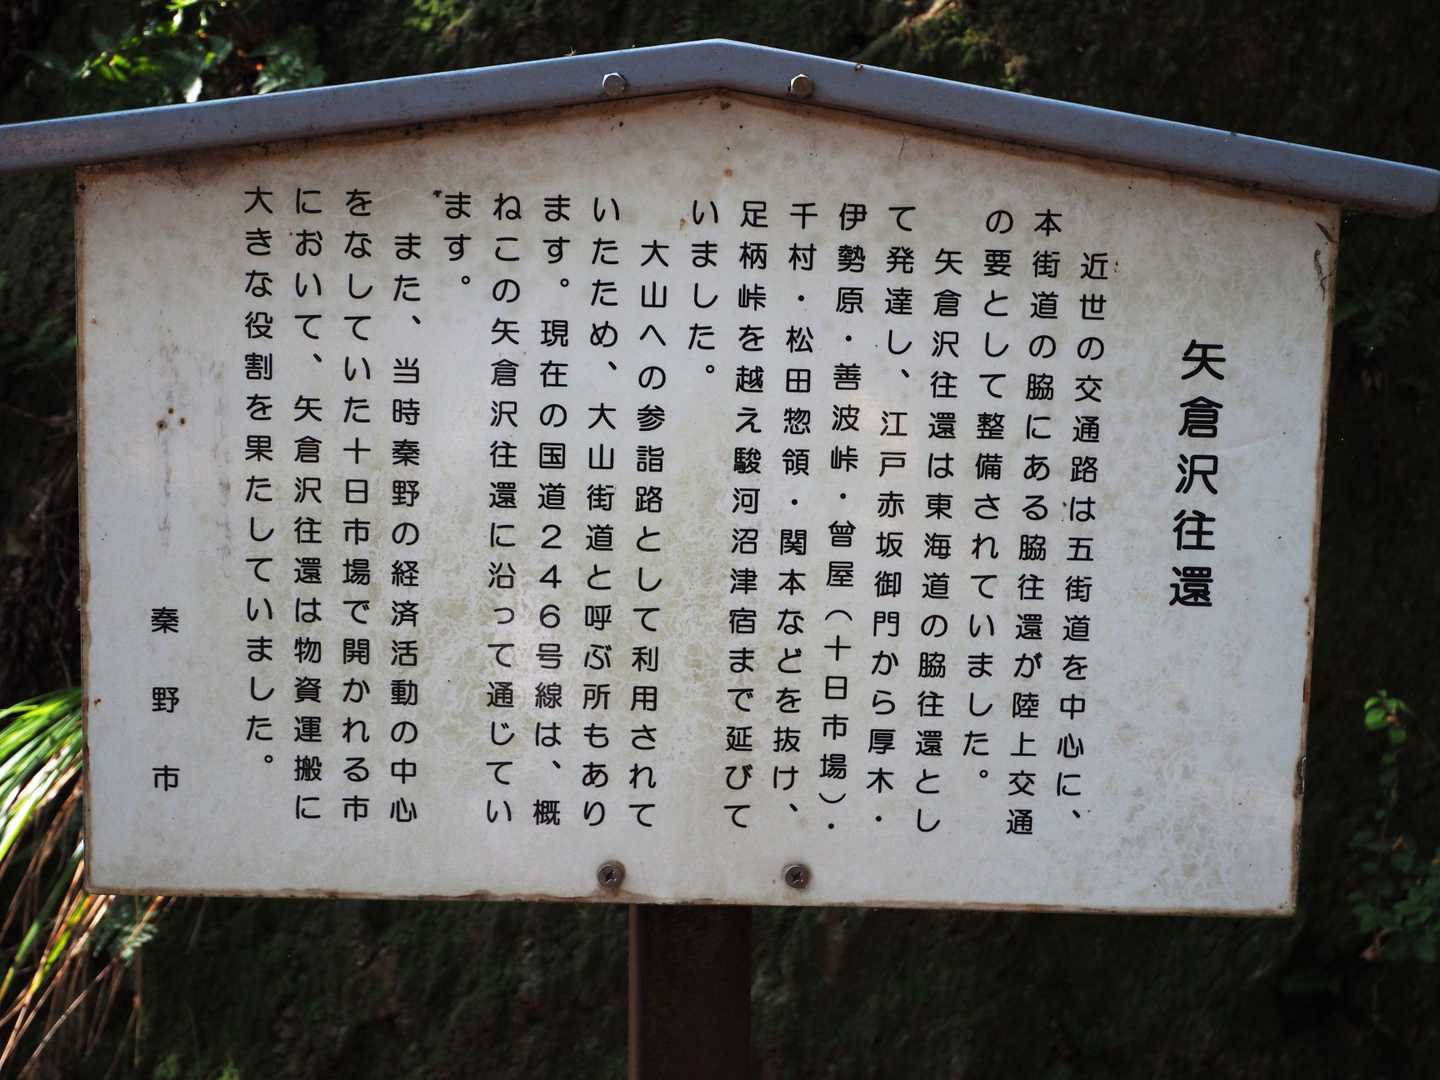 矢倉沢往還
近世の交通路は五街道を中心に、
本街道の脇にある脇往還が陸上交通
の要として整備されていました。
矢倉沢往還は東海道の脇往還とし
て発達し、江戸赤坂御門から厚木・
伊勢原・善波峠・曽屋(十日市場)・
千村・松田惣領・関本などを抜け、
足柄峠を越え駿河沼津宿まで延びて
いました。
大山への参詣路として利用されて
いたため、大山街道と呼ぶ所もあり
ます。現在の国道246号線は、概
ねこの矢倉沢往還に沿って通じてい
ます。
また、当時秦野の経済活動の中心
をなしていた十日市場で開かれる市
において、矢倉沢往還は物資運搬に
大きな役割を果たしていました。
秦野市